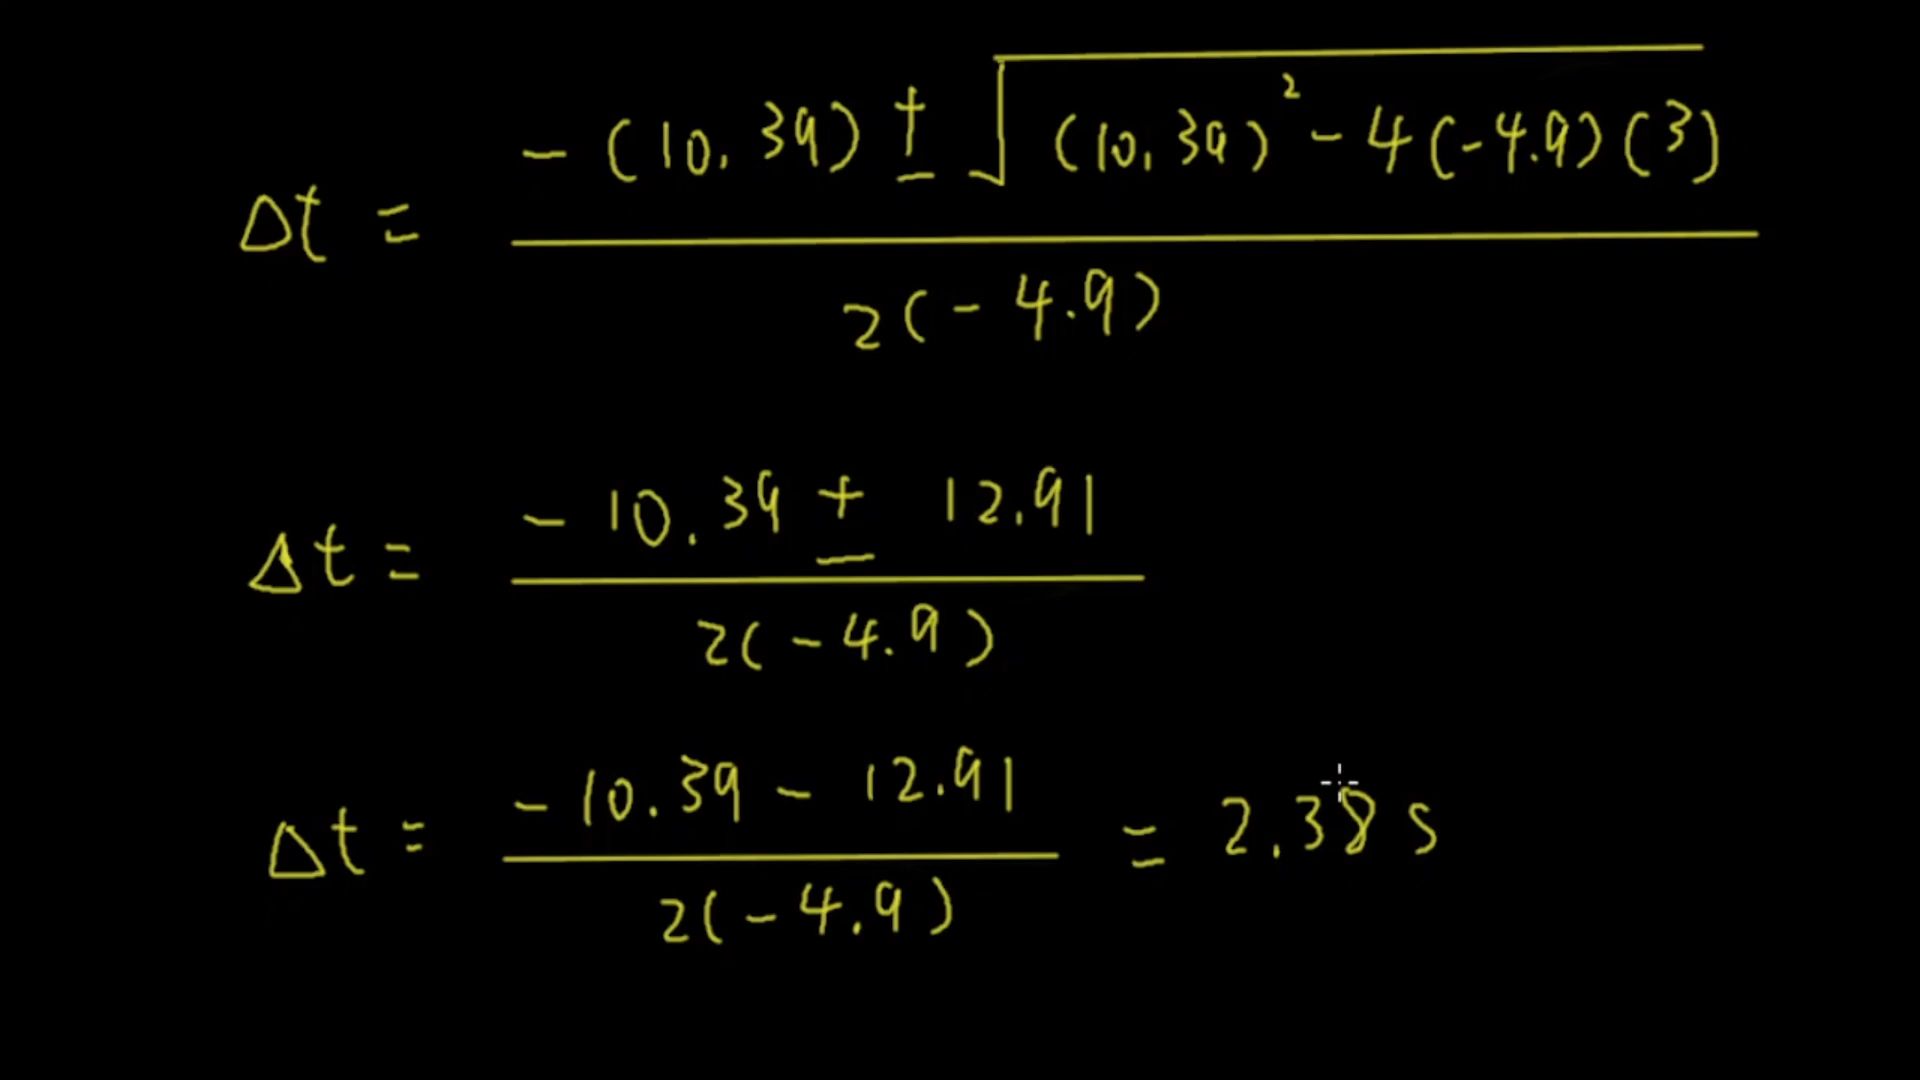 Δt = (-(10.39) ± √((10.39)² - 4(-4.9)(3))) / (2(-4.9))
Δt = (-10.39 ± 12.91) / (2(-4.9))
Δt = (-10.39 - 12.91) / (2(-4.9)) = 2.38 s